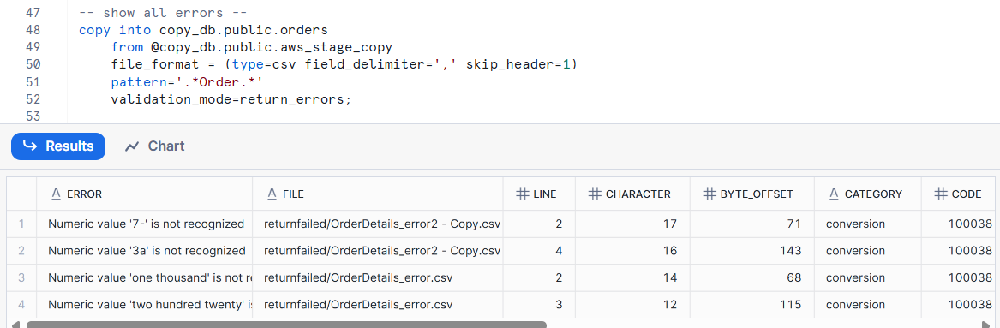 47 -- show all errors --
48 copy into copy_db.public.orders
49 from @copy_db.public.aws_stage_copy
50 file_format = (type=csv field_delimiter=',' skip_header=1)
51 pattern='.*Order.*'
52 validation_mode=return_errors;
53
Results Chart
ERROR FILE LINE CHARACTER BYTE_OFFSET CATEGORY CODE
1 Numeric value '7-' is not recognized returnfailed/OrderDetails_error2 - Copy.csv 2 17 71 conversion 100038
2 Numeric value '3a' is not recognized returnfailed/OrderDetails_error2 - Copy.csv 4 16 143 conversion 100038
3 Numeric value 'one thousand' is not r returnfailed/OrderDetails_error.csv 2 14 68 conversion 100038
4 Numeric value 'two hundred twenty' i returnfailed/OrderDetails_error.csv 3 12 115 conversion 100038